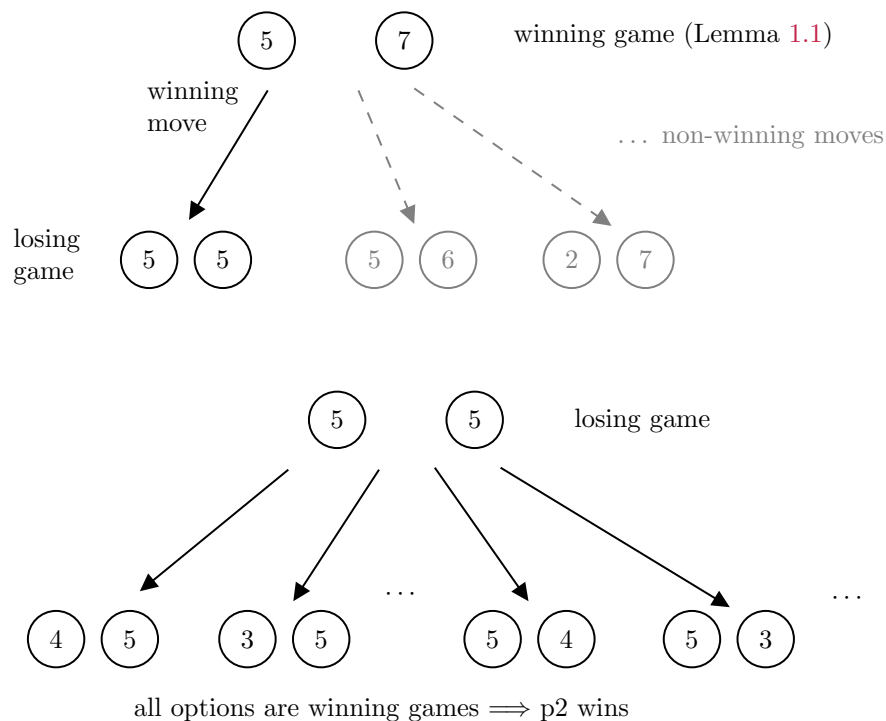 5 7 winning game (Lemma 1.1)
winning
move
... non-winning moves
losing
game
5 5 5 6 2 7
5 5 losing game
...
...
4 5 3 5 5 4 5 3
all options are winning games ⟹ p2 wins